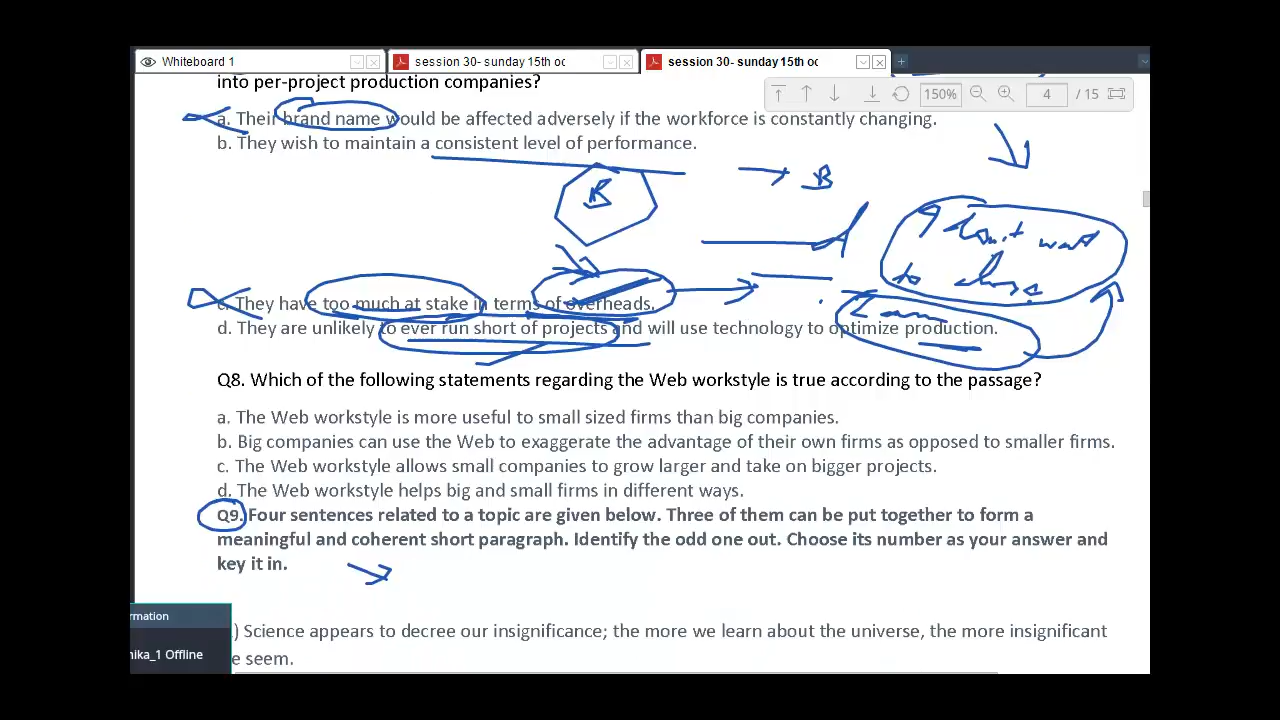 Whiteboard 1
session 30- sunday 15th oc
session 30- sunday 15th oc
into per-project production companies?
150%
4 / 15
a. Their brand name would be affected adversely if the workforce is constantly changing.
b. They wish to maintain a consistent level of performance.
B
B
I don't want
to
c. They have too much at stake in terms of overheads.
d. They are unlikely to ever run short of projects and will use technology to optimize production.
Q8. Which of the following statements regarding the Web workstyle is true according to the passage?
a. The Web workstyle is more useful to small sized firms than big companies.
b. Big companies can use the Web to exaggerate the advantage of their own firms as opposed to smaller firms.
c. The Web workstyle allows small companies to grow larger and take on bigger projects.
d. The Web workstyle helps big and small firms in different ways.
Q9. Four sentences related to a topic are given below. Three of them can be put together to form a
meaningful and coherent short paragraph. Identify the odd one out. Choose its number as your answer and
key it in.
rmation
nika_1 Offline
) Science appears to decree our insignificance; the more we learn about the universe, the more insignificant
e seem.